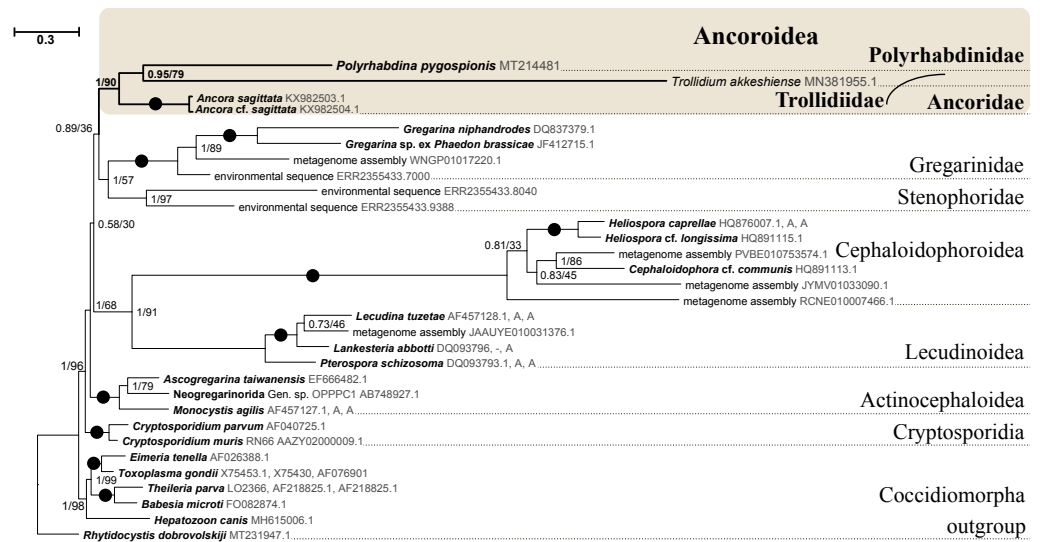 0.3
Ancoroidea
Polyrhabdinidae
1/90
0.95/79
Polyrhabdina pygospionis MT214481
Trollidium akkeshiense MN381955.1
Trollidiidae
Ancoridae
Ancora sagittata KX982503.1
Ancora cf. sagittata KX982504.1
0.89/36
Gregarina niphandrodes DQ837379.1
Gregarina sp. ex Phaedon brassicae JF412715.1
1/89
metagenome assembly WNGP01017220.1
Gregarinidae
1/57
environmental sequence ERR2355433.7000
environmental sequence ERR2355433.8040
Stenophoridae
1/97
environmental sequence ERR2355433.9388
0.58/30
Heliospora caprellae HQ876007.1, A, A
Heliospora cf. longissima HQ891115.1
0.81/33
metagenome assembly PVBE010753574.1
Cephaloidophoroidea
1/86
Cephaloidophora cf. communis HQ891113.1
0.83/45
metagenome assembly JYMV01033090.1
metagenome assembly RCNE010007466.1
1/68
1/91
Lecudina tuzetae AF457128.1, A, A
0.73/46
metagenome assembly JAAUYE010031376.1
Lankesteria abbotti DQ093796, -, A
Lecudinoidea
Pterospora schizosoma DQ093793.1, A, A
1/96
Ascogregarina taiwanensis EF666482.1
1/79
Neogregarinorida Gen. sp. OPPPC1 AB748927.1
Actinocephaloidea
Monocystis agilis AF457127.1, A, A
Cryptosporidium parvum AF040725.1
Cryptosporidia
Cryptosporidium muris RN66 AAZY02000009.1
Eimeria tenella AF026388.1
Toxoplasma gondii X75453.1, X75430, AF076901
1/99
Theileria parva LO2366, AF218825.1, AF218825.1
Coccidiomorpha
Babesia microti FO082874.1
1/98
Hepatozoon canis MH615006.1
outgroup
Rhytidocystis dobrovolskiji MT231947.1